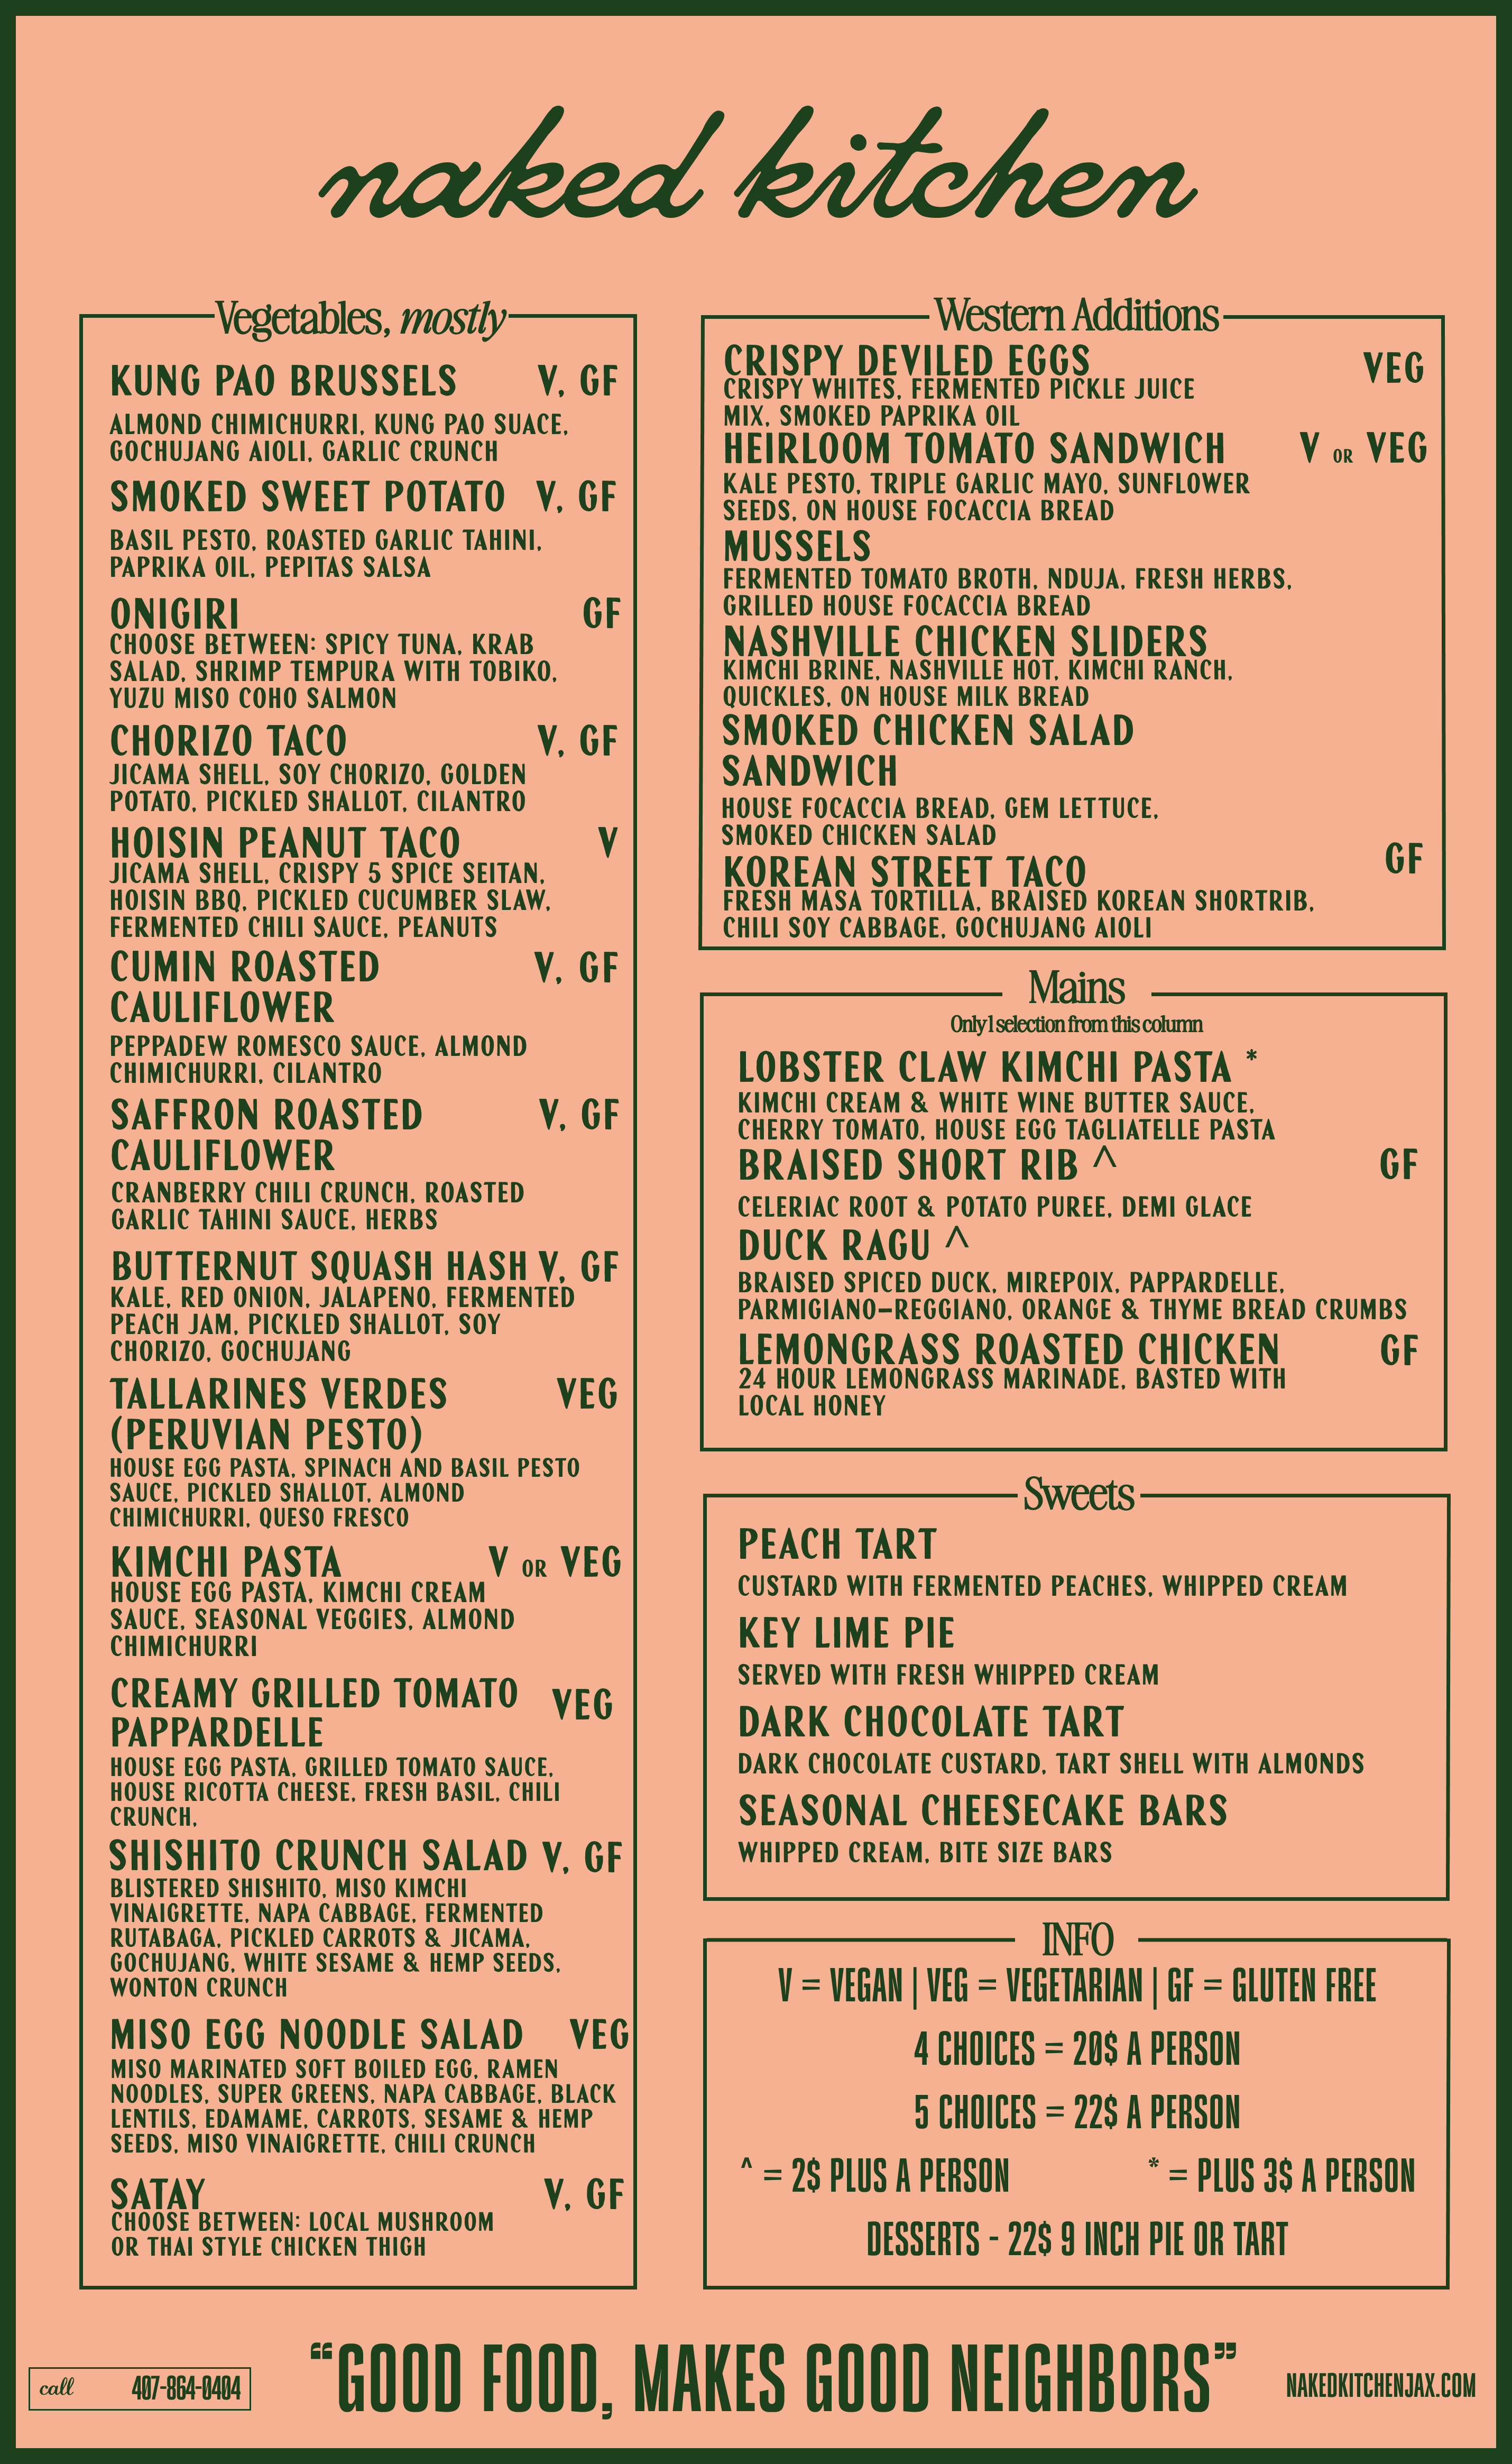 naked kitchen
Vegetables, mostly
KUNG PAO BRUSSELS V, GF
ALMOND CHIMICHURRI, KUNG PAO SUACE,
GOCHUJANG AIOLI, GARLIC CRUNCH
SMOKED SWEET POTATO V, GF
BASIL PESTO, ROASTED GARLIC TAHINI,
PAPRIKA OIL, PEPITAS SALSA
ONIGIRI GF
CHOOSE BETWEEN: SPICY TUNA, KRAB
SALAD, SHRIMP TEMPURA WITH TOBIKO,
YUZU MISO COHO SALMON
CHORIZO TACO V, GF
JICAMA SHELL, SOY CHORIZO, GOLDEN
POTATO, PICKLED SHALLOT, CILANTRO
HOISIN PEANUT TACO V
JICAMA SHELL, CRISPY 5 SPICE SEITAN,
HOISIN BBQ, PICKLED CUCUMBER SLAW,
FERMENTED CHILI SAUCE, PEANUTS
CUMIN ROASTED V, GF
CAULIFLOWER
PEPPADEW ROMESCO SAUCE, ALMOND
CHIMICHURRI, CILANTRO
SAFFRON ROASTED V, GF
CAULIFLOWER
CRANBERRY CHILI CRUNCH, ROASTED
GARLIC TAHINI SAUCE, HERBS
BUTTERNUT SQUASH HASH V, GF
KALE, RED ONION, JALAPENO, FERMENTED
PEACH JAM, PICKLED SHALLOT, SOY
CHORIZO, GOCHUJANG
TALLARINES VERDES VEG
(PERUVIAN PESTO)
HOUSE EGG PASTA, SPINACH AND BASIL PESTO
SAUCE, PICKLED SHALLOT, ALMOND
CHIMICHURRI, QUESO FRESCO
KIMCHI PASTA V OR VEG
HOUSE EGG PASTA, KIMCHI CREAM
SAUCE, SEASONAL VEGGIES, ALMOND
CHIMICHURRI
CREAMY GRILLED TOMATO VEG
PAPPARDELLE
HOUSE EGG PASTA, GRILLED TOMATO SAUCE,
HOUSE RICOTTA CHEESE, FRESH BASIL, CHILI
CRUNCH,
SHISHITO CRUNCH SALAD V, GF
BLISTERED SHISHITO, MISO KIMCHI
VINAIGRETTE, NAPA CABBAGE, FERMENTED
RUTABAGA, PICKLED CARROTS & JICAMA,
GOCHUJANG, WHITE SESAME & HEMP SEEDS,
WONTON CRUNCH
MISO EGG NOODLE SALAD VEG
MISO MARINATED SOFT BOILED EGG, RAMEN
NOODLES, SUPER GREENS, NAPA CABBAGE, BLACK
LENTILS, EDAMAME, CARROTS, SESAME & HEMP
SEEDS, MISO VINAIGRETTE, CHILI CRUNCH
SATAY V, GF
CHOOSE BETWEEN: LOCAL MUSHROOM
OR THAI STYLE CHICKEN THIGH
Western Additions
CRISPY DEVILED EGGS VEG
CRISPY WHITES, FERMENTED PICKLE JUICE
MIX, SMOKED PAPRIKA OIL
HEIRLOOM TOMATO SANDWICH V OR VEG
KALE PESTO, TRIPLE GARLIC MAYO, SUNFLOWER
SEEDS, ON HOUSE FOCACCIA BREAD
MUSSELS
FERMENTED TOMATO BROTH, NDUJA, FRESH HERBS,
GRILLED HOUSE FOCACCIA BREAD
NASHVILLE CHICKEN SLIDERS
KIMCHI BRINE, NASHVILLE HOT, KIMCHI RANCH,
QUICKLES, ON HOUSE MILK BREAD
SMOKED CHICKEN SALAD
SANDWICH
HOUSE FOCACCIA BREAD, GEM LETTUCE,
SMOKED CHICKEN SALAD
KOREAN STREET TACO GF
FRESH MASA TORTILLA, BRAISED KOREAN SHORTRIB,
CHILI SOY CABBAGE, GOCHUJANG AIOLI
Mains
Only 1 selection from this column
LOBSTER CLAW KIMCHI PASTA *
KIMCHI CREAM & WHITE WINE BUTTER SAUCE,
CHERRY TOMATO, HOUSE EGG TAGLIATELLE PASTA
BRAISED SHORT RIB ^ GF
CELERIAC ROOT & POTATO PUREE, DEMI GLACE
DUCK RAGU ^
BRAISED SPICED DUCK, MIREPOIX, PAPPARDELLE,
PARMIGIANO-REGGIANO, ORANGE & THYME BREAD CRUMBS
LEMONGRASS ROASTED CHICKEN GF
24 HOUR LEMONGRASS MARINADE, BASTED WITH
LOCAL HONEY
Sweets
PEACH TART
CUSTARD WITH FERMENTED PEACHES, WHIPPED CREAM
KEY LIME PIE
SERVED WITH FRESH WHIPPED CREAM
DARK CHOCOLATE TART
DARK CHOCOLATE CUSTARD, TART SHELL WITH ALMONDS
SEASONAL CHEESECAKE BARS
WHIPPED CREAM, BITE SIZE BARS
INFO
V = VEGAN | VEG = VEGETARIAN | GF = GLUTEN FREE
4 CHOICES = 20$ A PERSON
5 CHOICES = 22$ A PERSON
^ = 2$ PLUS A PERSON * = PLUS 3$ A PERSON
DESSERTS - 22$ 9 INCH PIE OR TART
call 407-864-0404
“GOOD FOOD, MAKES GOOD NEIGHBORS”
NAKEDKITCHENJAX.COM